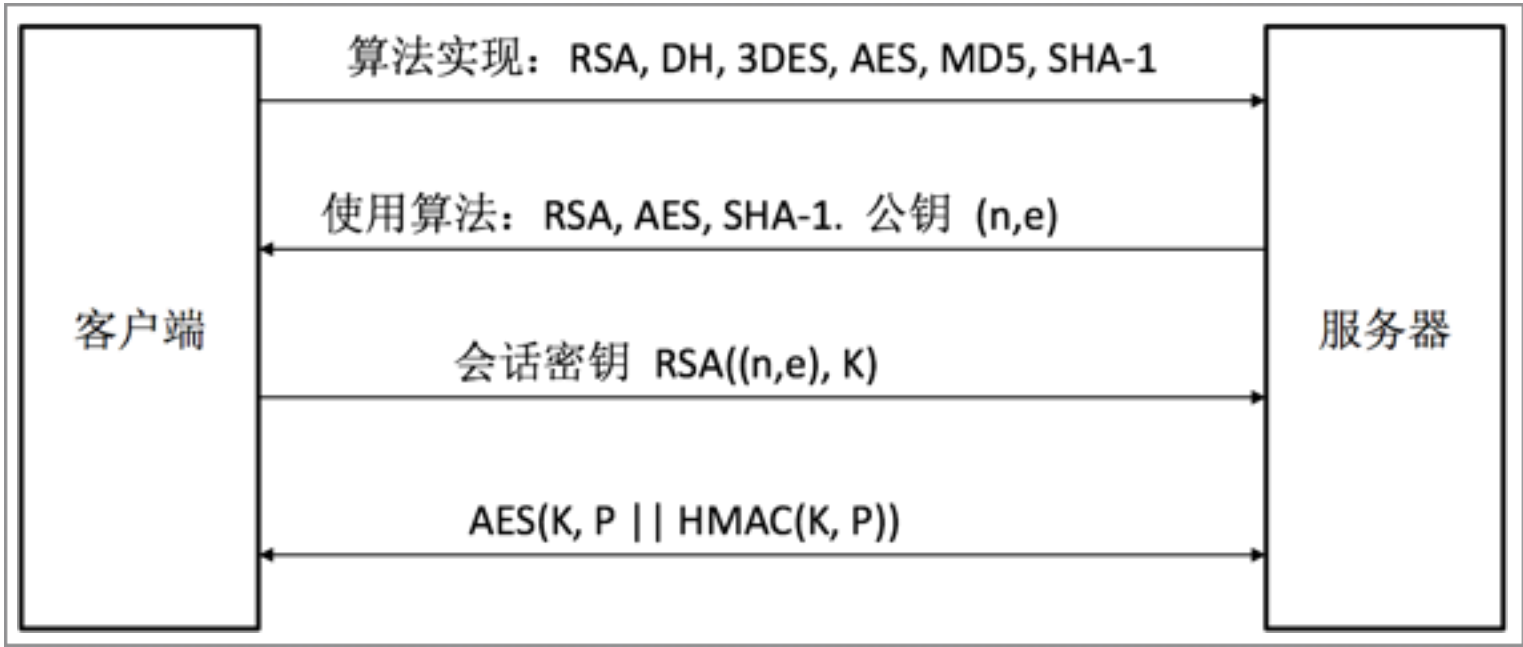 算法实现：RSA, DH, 3DES, AES, MD5, SHA-1
使用算法：RSA, AES, SHA-1. 公钥 (n,e)
客户端
服务器
会话密钥 RSA((n,e), K)
AES(K, P || HMAC(K, P))